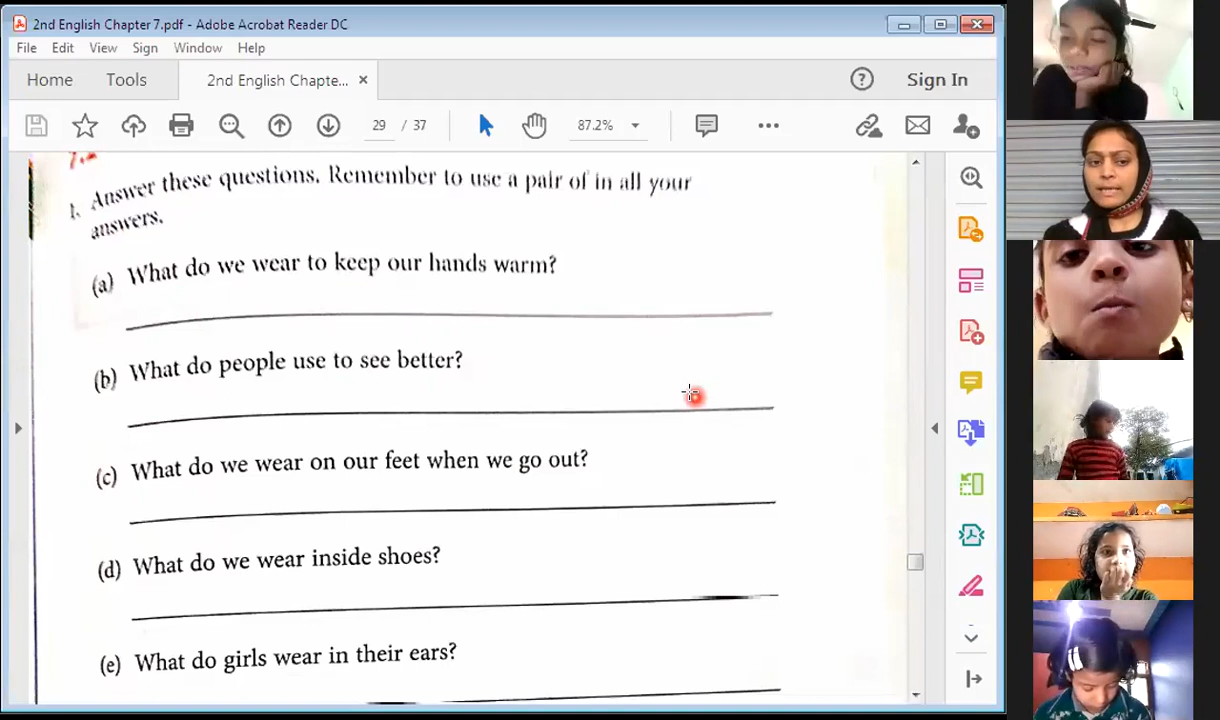 2nd English Chapter 7.pdf - Adobe Acrobat Reader DC
File Edit View Sign Window Help
Home Tools 2nd English Chapte... × Sign In
29 / 37 87.2%
7.2
1. Answer these questions. Remember to use a pair of in all your
answers.
(a) What do we wear to keep our hands warm?
(b) What do people use to see better?
(c) What do we wear on our feet when we go out?
(d) What do we wear inside shoes?
(e) What do girls wear in their ears?